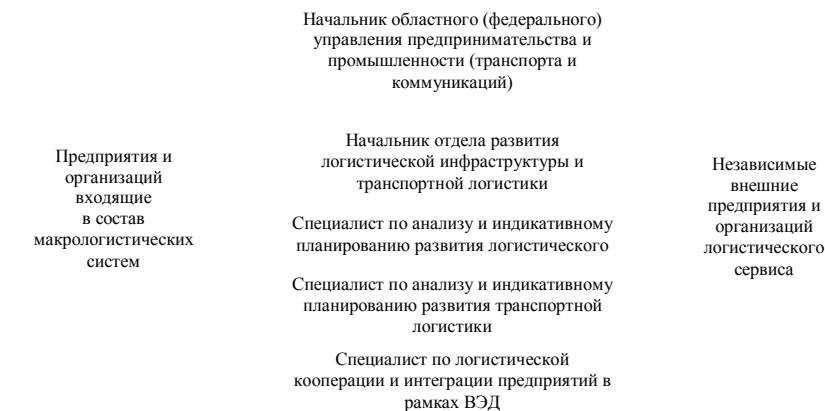 Начальник областного (федерального)
управления предпринимательства и
промышленности (транспорта и
коммуникаций)
Предприятия и
организаций
входящие
в состав
макрологистических
систем
Начальник отдела развития
логистической инфраструктуры и
транспортной логистики
Специалист по анализу и индикативному
планированию развития логистического
Специалист по анализу и индикативному
планированию развития транспортной
логистики
Специалист по логистической
кооперации и интеграции предприятий в
рамках ВЭД
Независимые
внешние
предприятия и
организаций
логистического
сервиса